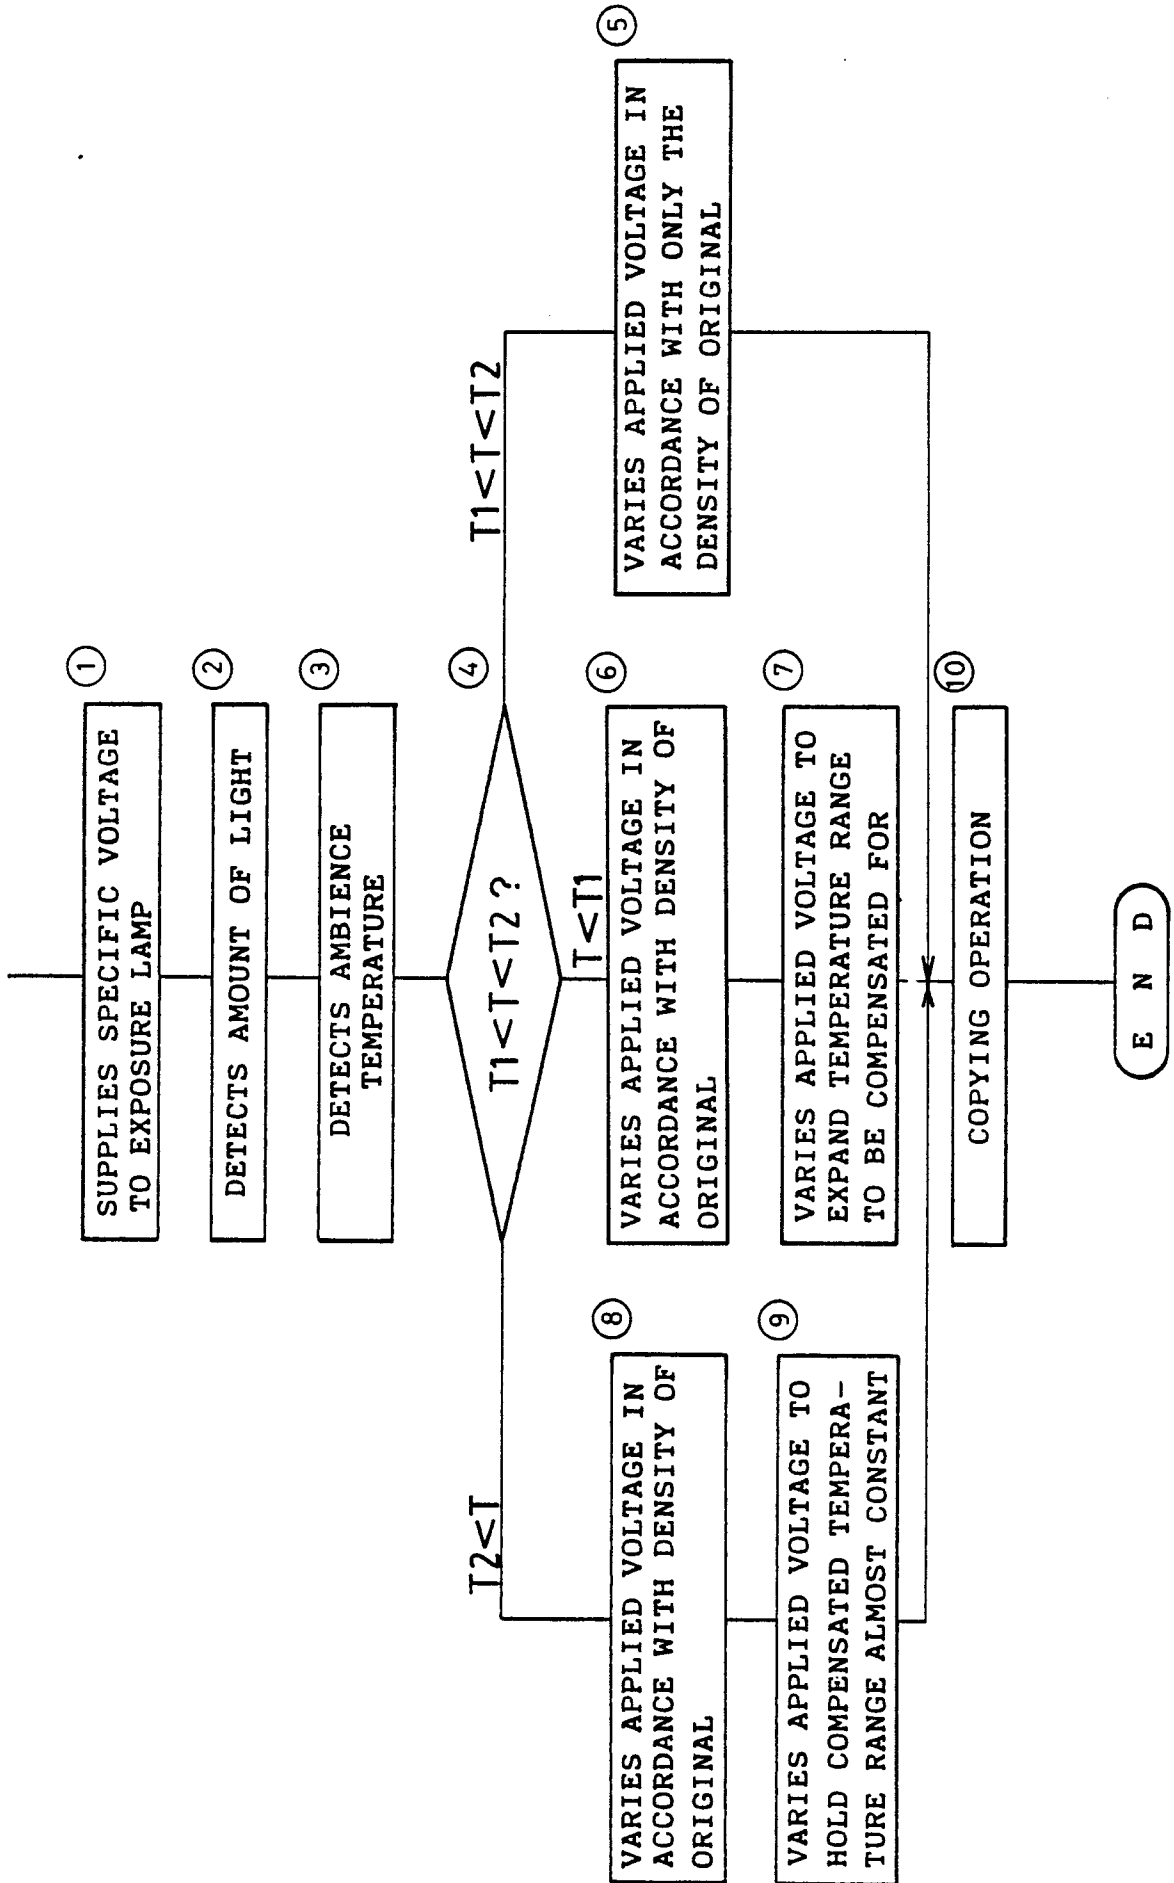 ①
SUPPLIES SPECIFIC VOLTAGE
TO EXPOSURE LAMP
②
DETECTS AMOUNT OF LIGHT
③
DETECTS AMBIENCE
TEMPERATURE
④
T1<T<T2?
T2<T
T<T1
T1<T<T2
⑧
VARIES APPLIED VOLTAGE IN
ACCORDANCE WITH DENSITY OF
ORIGINAL
⑨
VARIES APPLIED VOLTAGE TO
HOLD COMPENSATED TEMPERA-
TURE RANGE ALMOST CONSTANT
⑥
VARIES APPLIED VOLTAGE IN
ACCORDANCE WITH DENSITY OF
ORIGINAL
⑦
VARIES APPLIED VOLTAGE TO
EXPAND TEMPERATURE RANGE
TO BE COMPENSATED FOR
⑤
VARIES APPLIED VOLTAGE IN
ACCORDANCE WITH ONLY THE
DENSITY OF ORIGINAL
⑩
COPYING OPERATION
E N D